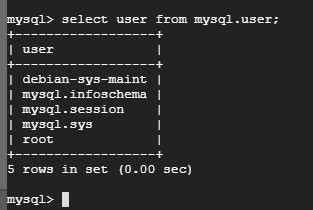 mysql> select user from mysql.user;
+------------------+
| user             |
+------------------+
| debian-sys-maint |
| mysql.infoschema |
| mysql.session    |
| mysql.sys        |
| root             |
+------------------+
5 rows in set (0.00 sec)
mysql>